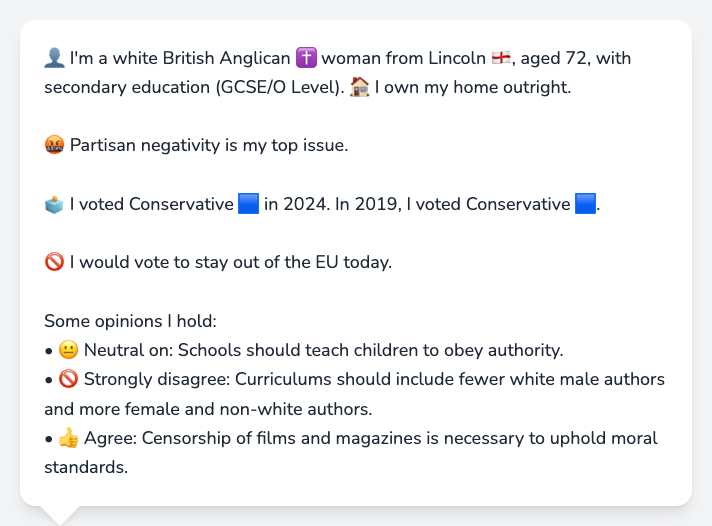 👤 I'm a white British Anglican ✝️ woman from Lincoln 🏴󠁧󠁢󠁥󠁮󠁧󠁿, aged 72, with
secondary education (GCSE/O Level). 🏠 I own my home outright.
🤬 Partisan negativity is my top issue.
🗳️ I voted Conservative 🟦 in 2024. In 2019, I voted Conservative 🟦.
🚫 I would vote to stay out of the EU today.
Some opinions I hold:
• 😐 Neutral on: Schools should teach children to obey authority.
• 🚫 Strongly disagree: Curriculums should include fewer white male authors
and more female and non-white authors.
• 👍 Agree: Censorship of films and magazines is necessary to uphold moral
standards.